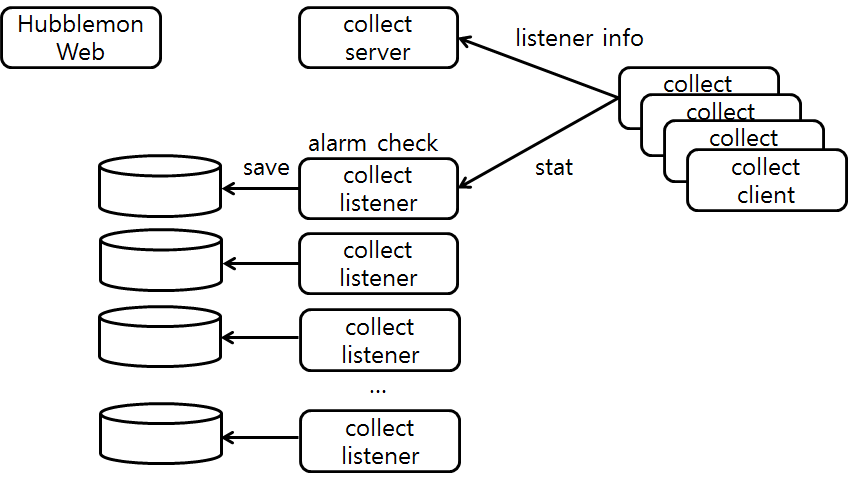 Hubblemon
Web
collect
server
listener info
collect
collect
collect
collect
client
alarm check
save
collect
listener
stat
collect
listener
collect
listener
...
collect
listener